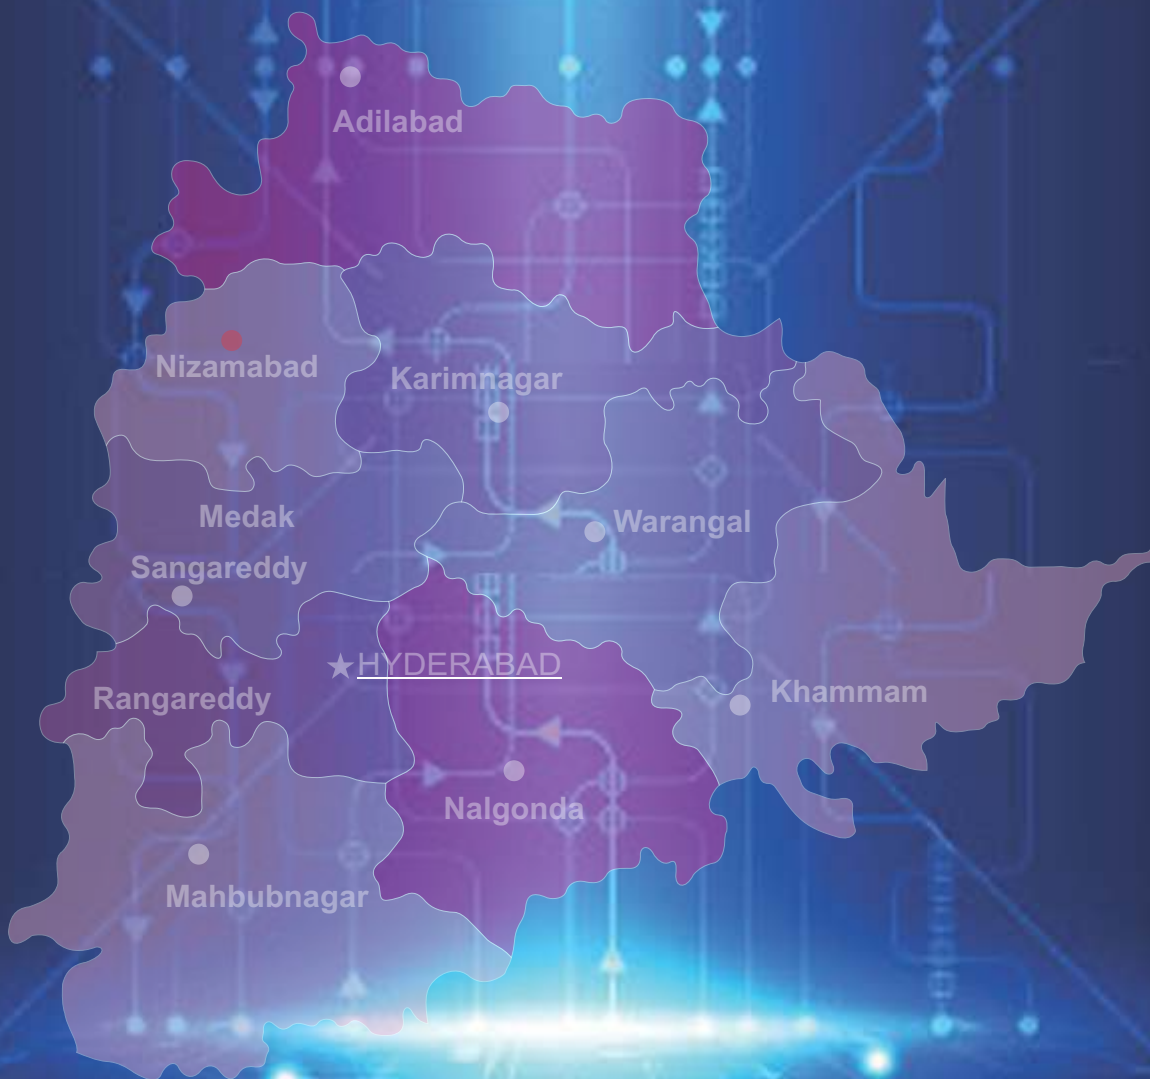 Adilabad
Nizamabad
Karimnagar
Medak
Warangal
Sangareddy
★HYDERABAD
Rangareddy
Khammam
Nalgonda
Mahbubnagar